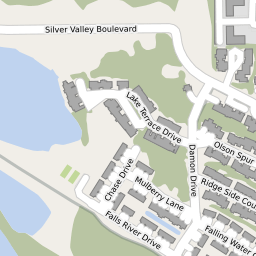 Silver Valley Boulevard
Lake Terrace Drive
Olson Spur
Damion Drive
Chase Drive
Mulberry Lane
Ridge Side Cou
Falls River Drive
Falling Water